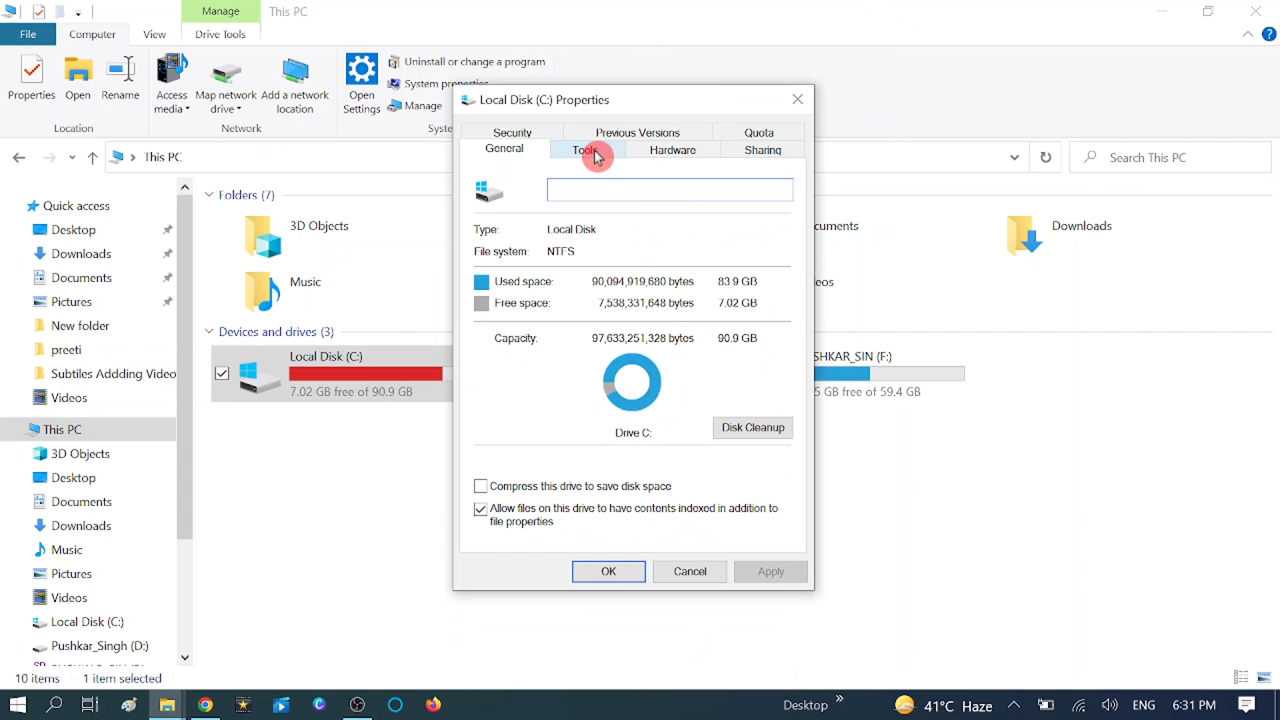 Manage
This PC
File
Computer
View
Drive Tools
Properties
Open
Rename
Access media
Map network drive
Add a network location
Open Settings
Uninstall or change a program
System properties
Manage
Location
Network
Syste
This PC
Search This PC
Quick access
Desktop
Downloads
Documents
Pictures
New folder
preeti
Subtiles Addding Video
Videos
This PC
3D Objects
Desktop
Documents
Downloads
Music
Pictures
Videos
Local Disk (C:)
Pushkar_Singh (D:)
Folders (7)
3D Objects
Music
cuments
eos
Downloads
Devices and drives (3)
Local Disk (C:)
7.02 GB free of 90.9 GB
SHKAR_SIN (F:)
5 GB free of 59.4 GB
Local Disk (C:) Properties
Security
Previous Versions
Quota
General
Tools
Hardware
Sharing
Type: Local Disk
File system: NTFS
Used space: 90,094,919,680 bytes 83.9 GB
Free space: 7,538,331,648 bytes 7.02 GB
Capacity: 97,633,251,328 bytes 90.9 GB
Drive C:
Disk Cleanup
Compress this drive to save disk space
Allow files on this drive to have contents indexed in addition to
file properties
OK
Cancel
Apply
10 items
1 item selected
Desktop
41°C Haze
ENG
6:31 PM